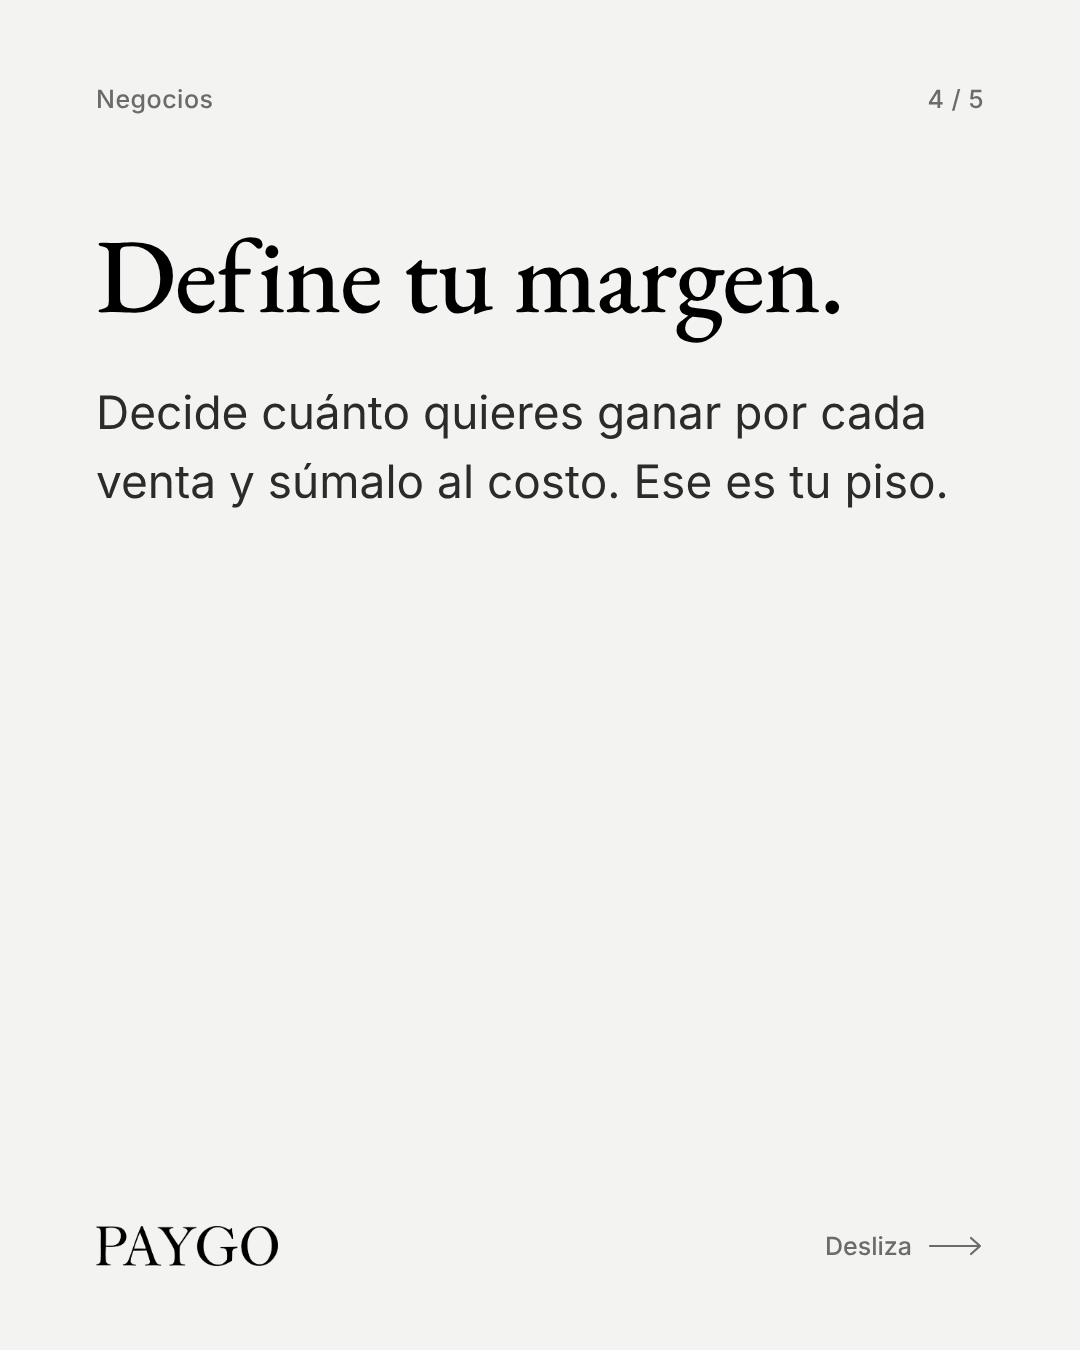 Negocios
4 / 5
Define tu margen.
Decide cuánto quieres ganar por cada
venta y súmalo al costo. Ese es tu piso.
PAYGO
Desliza